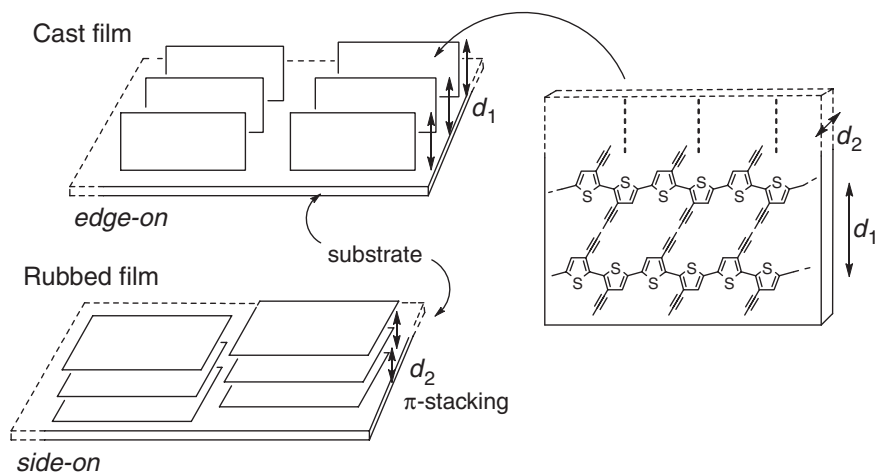 Cast film
d1
edge-on
substrate
Rubbed film
d2
π-stacking
side-on
d2
d1
S S S S S S
S S S S S S